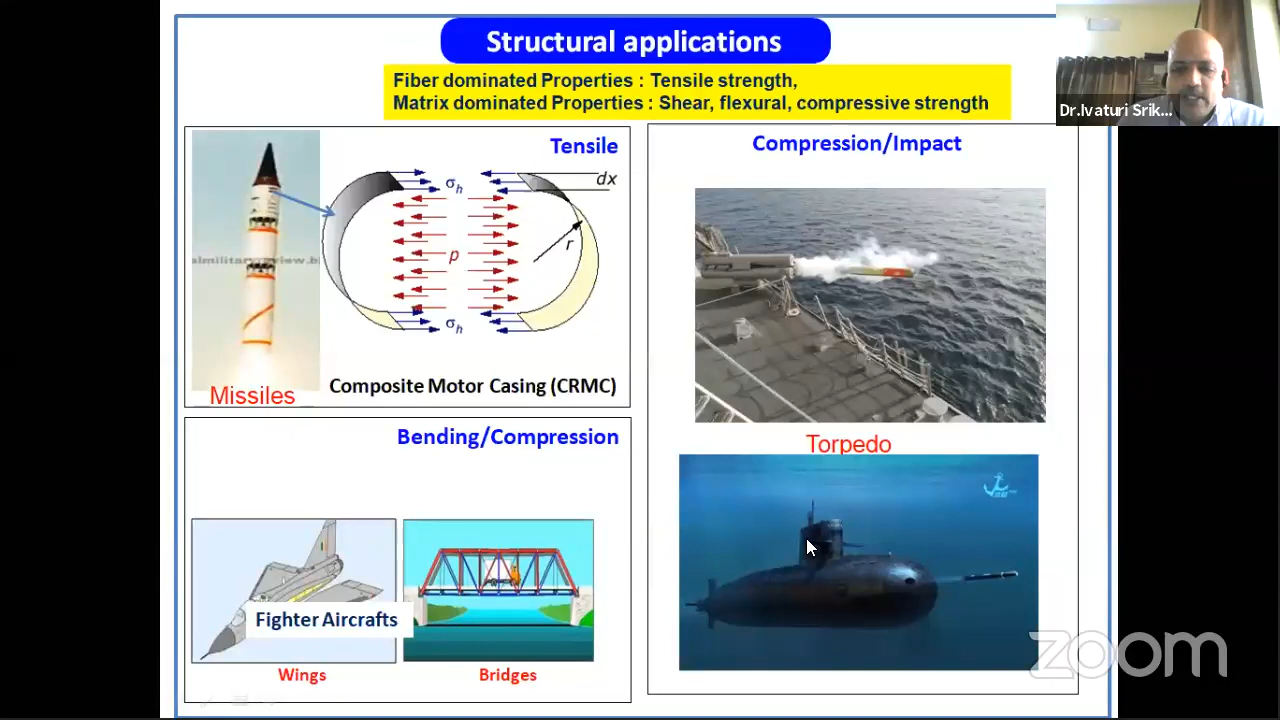 Structural applications
Fiber dominated Properties : Tensile strength,
Matrix dominated Properties : Shear, flexural, compressive strength
Dr.Ivaturi Srik...
Tensile
σh
dx
r
p
σh
Missiles
Composite Motor Casing (CRMC)
Compression/Impact
Torpedo
Bending/Compression
Fighter Aircrafts
Wings
Bridges
zoom